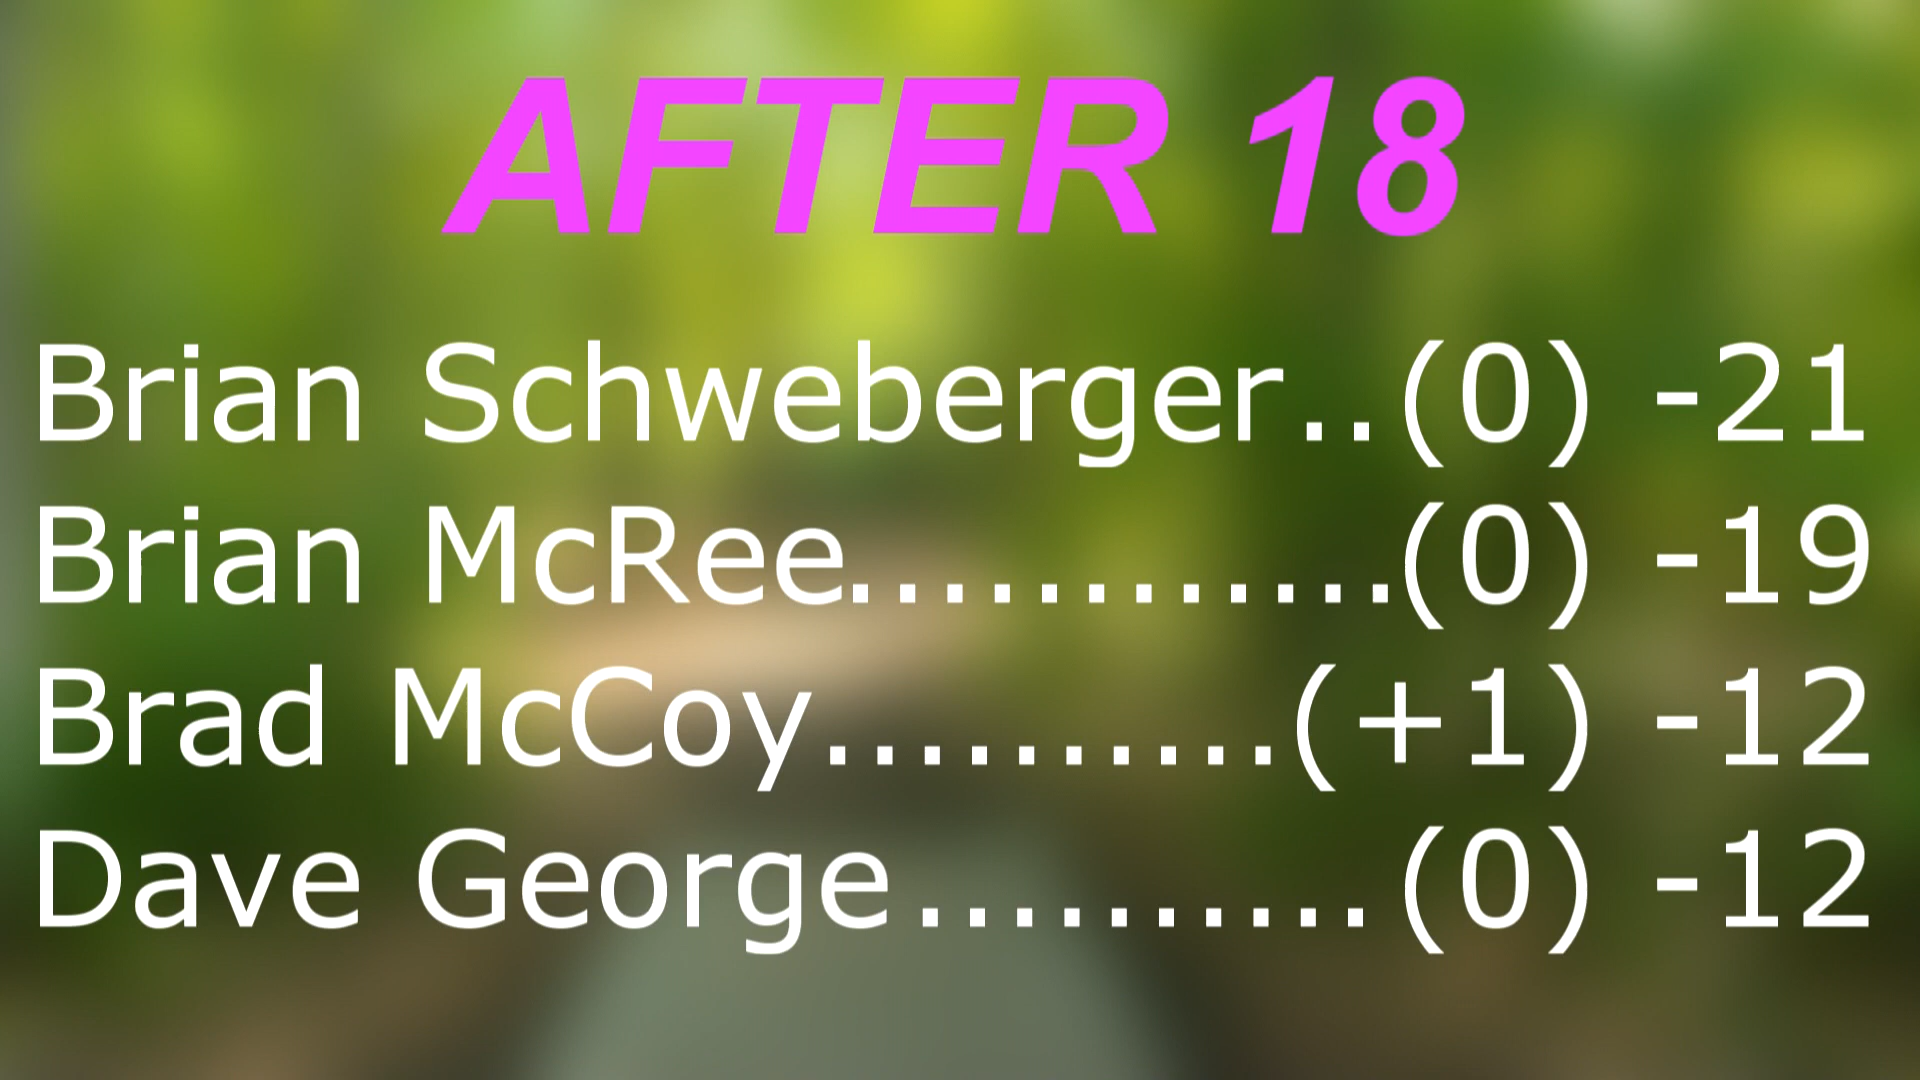 AFTER 18
Brian Schweberger..(0) -21
Brian McRee............(0) -19
Brad McCoy..........(+1) -12
Dave George..........(0) -12